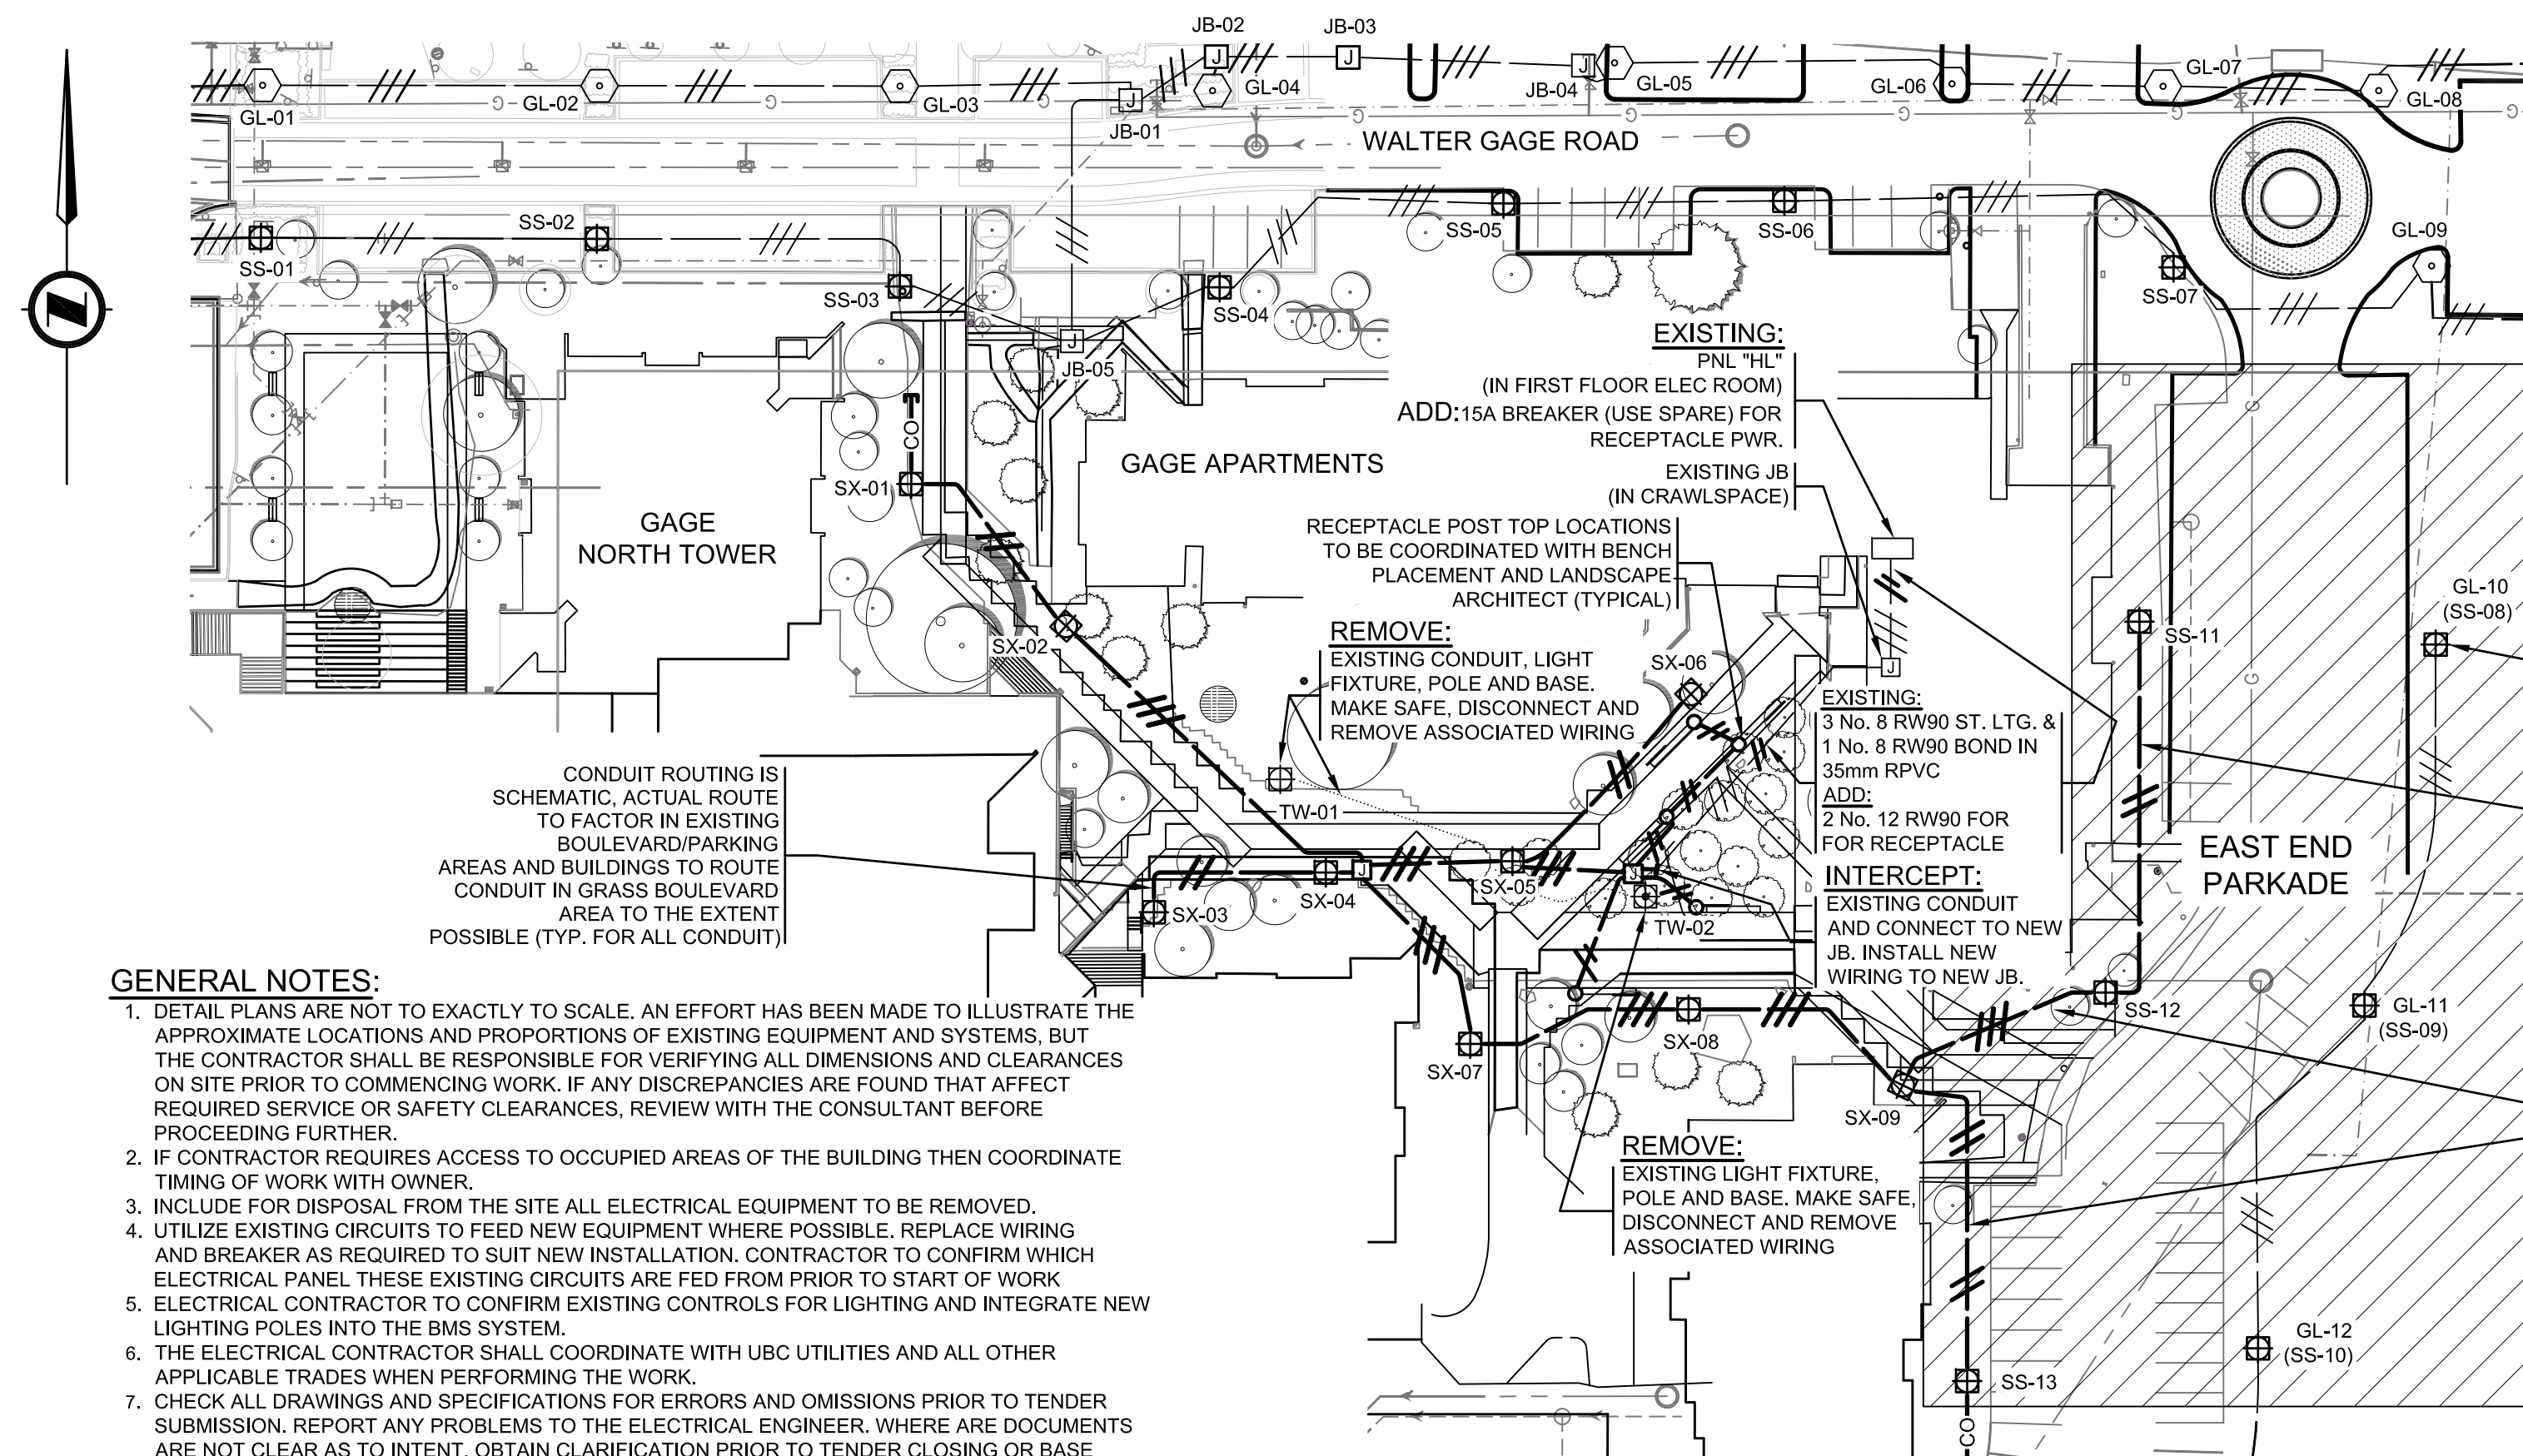 JB-02
JB-03
GL-01
GL-02
GL-03
JB-01
GL-04
JB-04
GL-05
GL-06
GL-07
GL-08
WALTER GAGE ROAD
SS-01
SS-02
SS-03
SS-04
SS-05
SS-06
SS-07
GL-09
JB-05
J
J
J
J
J
J
J
J
G
G
G
G
G
G
G
G
G
N
CO
SX-01
GAGE
NORTH TOWER
GAGE APARTMENTS
EXISTING:
PNL "HL"
(IN FIRST FLOOR ELEC ROOM)
ADD:15A BREAKER (USE SPARE) FOR
RECEPTACLE PWR.
EXISTING JB
(IN CRAWLSPACE)
RECEPTACLE POST TOP LOCATIONS
TO BE COORDINATED WITH BENCH
PLACEMENT AND LANDSCAPE
ARCHITECT (TYPICAL)
REMOVE:
EXISTING CONDUIT, LIGHT
FIXTURE, POLE AND BASE.
MAKE SAFE, DISCONNECT AND
REMOVE ASSOCIATED WIRING
SX-02
SX-06
SS-11
GL-10
(SS-08)
EXISTING:
3 No. 8 RW90 ST. LTG. &
1 No. 8 RW90 BOND IN
35mm RPVC
ADD:
2 No. 12 RW90 FOR
FOR RECEPTACLE
INTERCEPT:
EXISTING CONDUIT
AND CONNECT TO NEW
JB. INSTALL NEW
WIRING TO NEW JB.
EAST END
PARKADE
CONDUIT ROUTING IS
SCHEMATIC, ACTUAL ROUTE
TO FACTOR IN EXISTING
BOULEVARD/PARKING
AREAS AND BUILDINGS TO ROUTE
CONDUIT IN GRASS BOULEVARD
AREA TO THE EXTENT
POSSIBLE (TYP. FOR ALL CONDUIT)
TW-01
SX-03
SX-04
SX-05
TW-02
SX-07
SX-08
SX-09
SS-12
GL-11
(SS-09)
REMOVE:
EXISTING LIGHT FIXTURE,
POLE AND BASE. MAKE SAFE,
DISCONNECT AND REMOVE
ASSOCIATED WIRING
GL-12
(SS-10)
SS-13
CO
GENERAL NOTES:
1. DETAIL PLANS ARE NOT TO EXACTLY TO SCALE. AN EFFORT HAS BEEN MADE TO ILLUSTRATE THE
APPROXIMATE LOCATIONS AND PROPORTIONS OF EXISTING EQUIPMENT AND SYSTEMS, BUT
THE CONTRACTOR SHALL BE RESPONSIBLE FOR VERIFYING ALL DIMENSIONS AND CLEARANCES
ON SITE PRIOR TO COMMENCING WORK. IF ANY DISCREPANCIES ARE FOUND THAT AFFECT
REQUIRED SERVICE OR SAFETY CLEARANCES, REVIEW WITH THE CONSULTANT BEFORE
PROCEEDING FURTHER.
2. IF CONTRACTOR REQUIRES ACCESS TO OCCUPIED AREAS OF THE BUILDING THEN COORDINATE
TIMING OF WORK WITH OWNER.
3. INCLUDE FOR DISPOSAL FROM THE SITE ALL ELECTRICAL EQUIPMENT TO BE REMOVED.
4. UTILIZE EXISTING CIRCUITS TO FEED NEW EQUIPMENT WHERE POSSIBLE. REPLACE WIRING
AND BREAKER AS REQUIRED TO SUIT NEW INSTALLATION. CONTRACTOR TO CONFIRM WHICH
ELECTRICAL PANEL THESE EXISTING CIRCUITS ARE FED FROM PRIOR TO START OF WORK
5. ELECTRICAL CONTRACTOR TO CONFIRM EXISTING CONTROLS FOR LIGHTING AND INTEGRATE NEW
LIGHTING POLES INTO THE BMS SYSTEM.
6. THE ELECTRICAL CONTRACTOR SHALL COORDINATE WITH UBC UTILITIES AND ALL OTHER
APPLICABLE TRADES WHEN PERFORMING THE WORK.
7. CHECK ALL DRAWINGS AND SPECIFICATIONS FOR ERRORS AND OMISSIONS PRIOR TO TENDER
SUBMISSION. REPORT ANY PROBLEMS TO THE ELECTRICAL ENGINEER. WHERE ARE DOCUMENTS
ARE NOT CLEAR AS TO INTENT, OBTAIN CLARIFICATION PRIOR TO TENDER CLOSING OR BASE